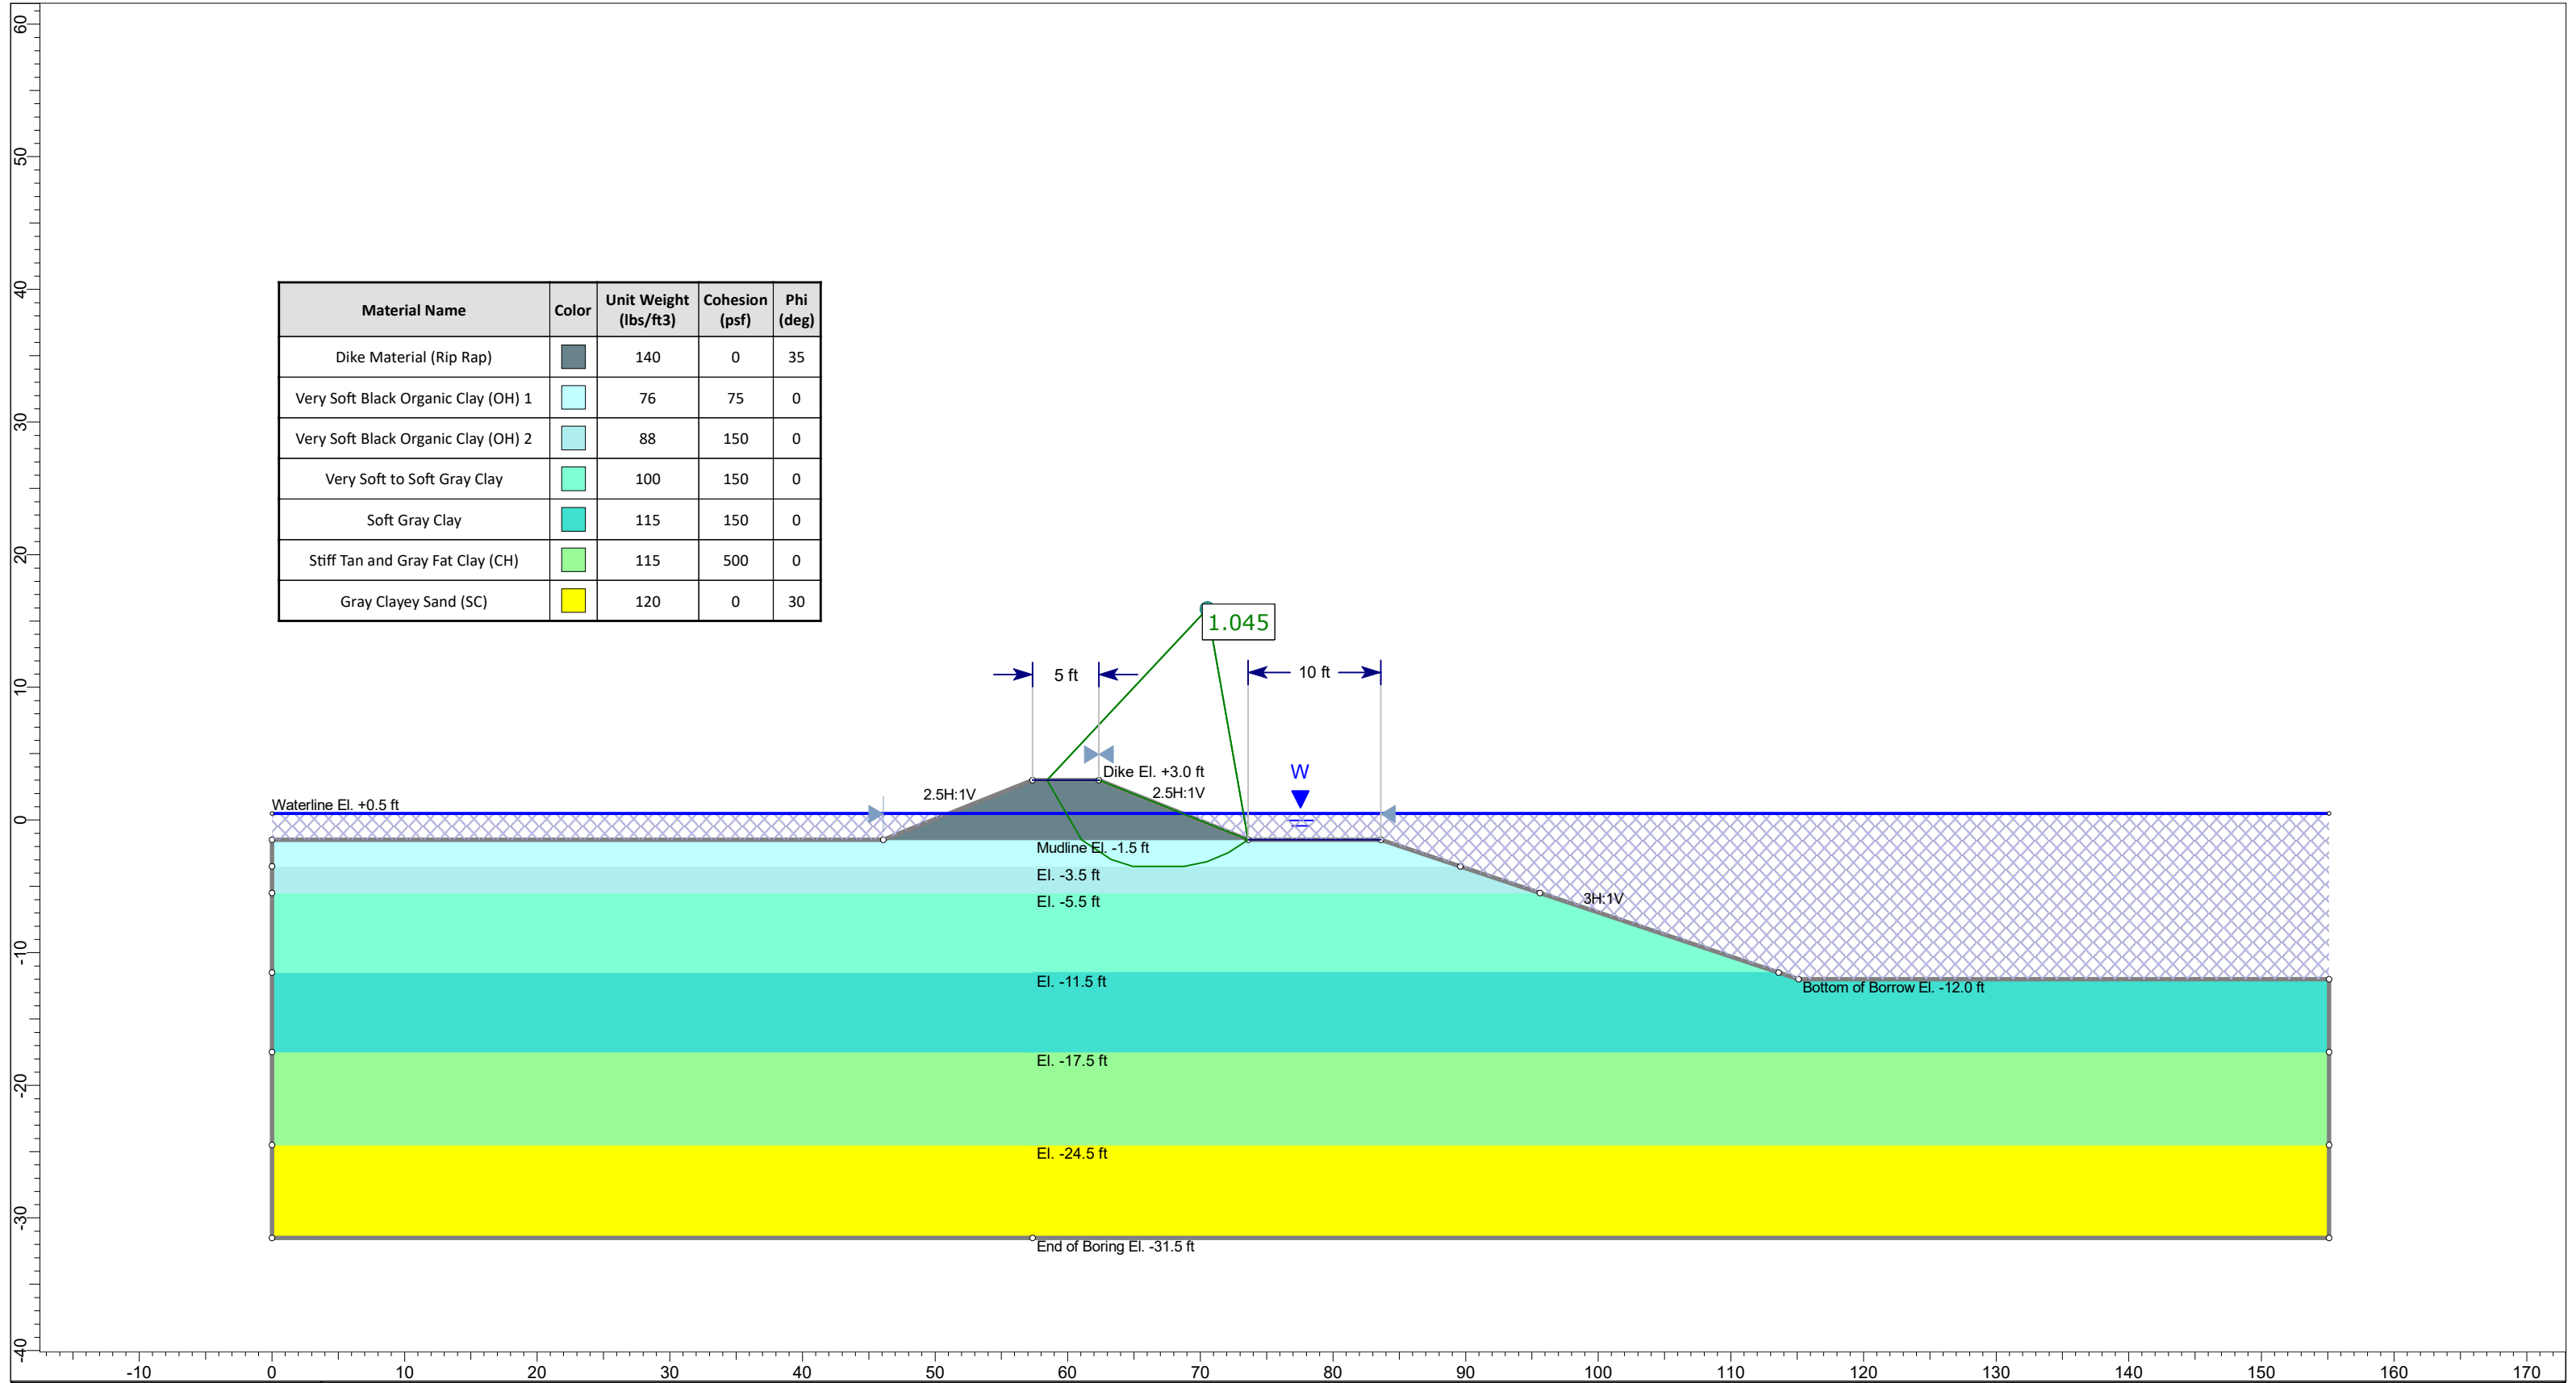 60
50
40
30
20
10
0
-10
-20
-30
-40
Material Name Color Unit Weight (lbs/ft3) Cohesion (psf) Phi (deg)
Dike Material (Rip Rap) 140 0 35
Very Soft Black Organic Clay (OH) 1 76 75 0
Very Soft Black Organic Clay (OH) 2 88 150 0
Very Soft to Soft Gray Clay 100 150 0
Soft Gray Clay 115 150 0
Stiff Tan and Gray Fat Clay (CH) 115 500 0
Gray Clayey Sand (SC) 120 0 30
1.045
5 ft
10 ft
W
Dike El. +3.0 ft
2.5H:1V
2.5H:1V
Waterline El. +0.5 ft
Mudline El. -1.5 ft
El. -3.5 ft
El. -5.5 ft
3H:1V
El. -11.5 ft
Bottom of Borrow El. -12.0 ft
El. -17.5 ft
El. -24.5 ft
End of Boring El. -31.5 ft
-10 0 10 20 30 40 50 60 70 80 90 100 110 120 130 140 150 160 170